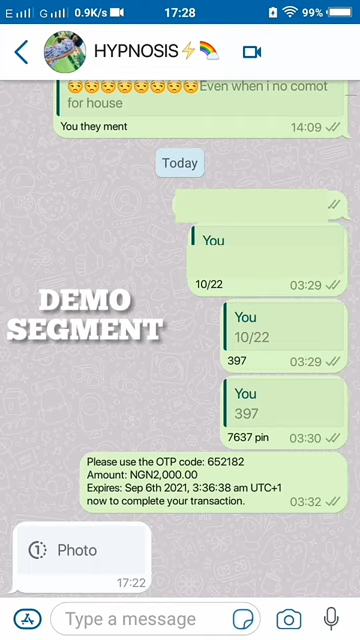 E G 0.9K/s 17:28 99%
HYPNOSIS⚡🌈
😒😒😒😒😒😒😒😒Even when i no comot
for house
You they ment 14:09
Today
You
10/22 03:29
You
10/22
397 03:29
DEMO
SEGMENT
You
397
7637 pin 03:30
Please use the OTP code: 652182
Amount: NGN2,000.00
Expires: Sep 6th 2021, 3:36:38 am UTC+1
now to complete your transaction. 03:32
Photo
17:22
Type a message